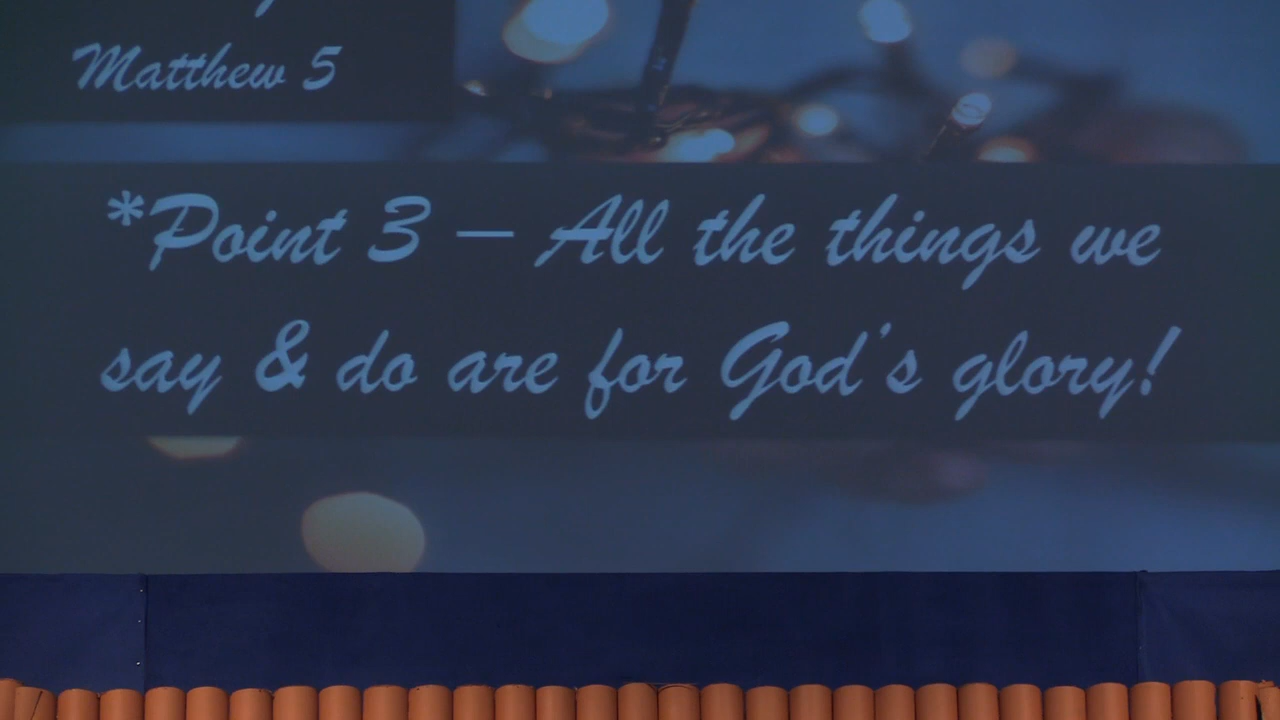 Matthew 5
*Point 3 – All the things we
say & do are for God's glory!